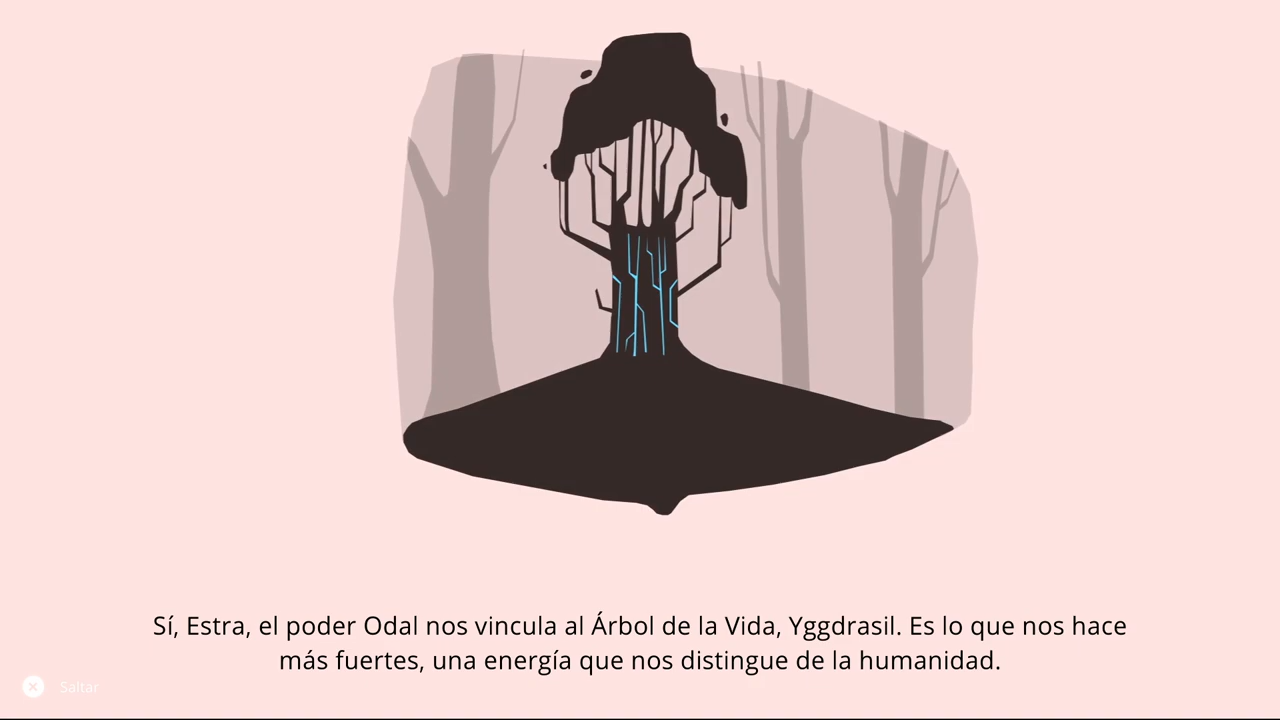 Sí, Estra, el poder Odal nos vincula al Árbol de la Vida, Yggdrasil. Es lo que nos hace
más fuertes, una energía que nos distingue de la humanidad.
Saltar